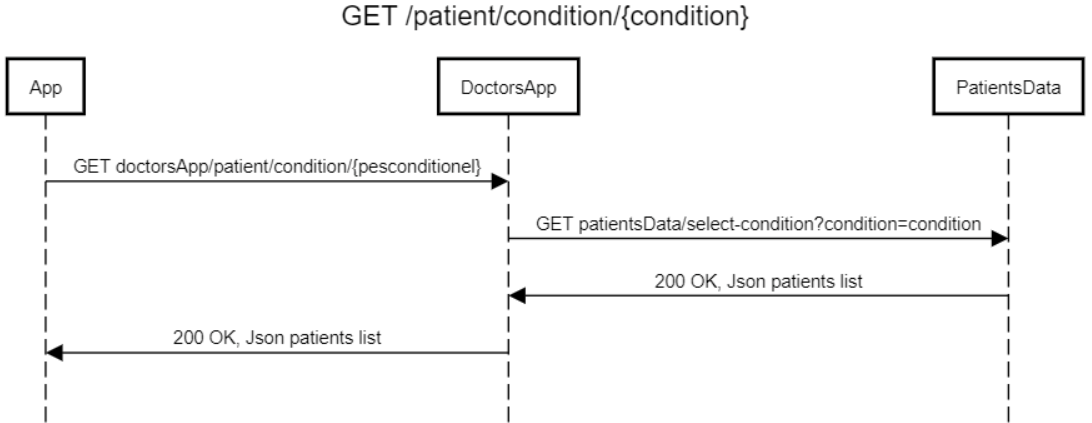 GET /patient/condition/{condition}
App
DoctorsApp
PatientsData
GET doctorsApp/patient/condition/{pesconditionel}
GET patientsData/select-condition?condition=condition
200 OK, Json patients list
200 OK, Json patients list